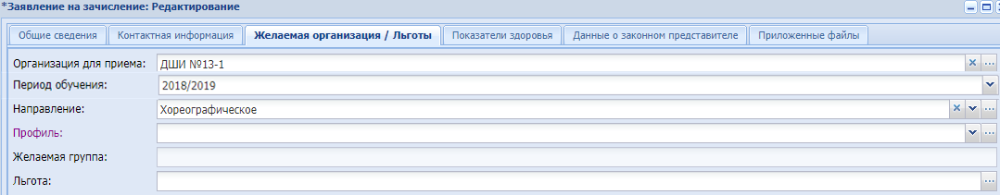 *Заявление на зачисление: Редактирование
Общие сведения Контактная информация Желаемая организация / Льготы Показатели здоровья Данные о законном представителе Приложенные файлы
Организация для приема: ДШИ №13-1
Период обучения: 2018/2019
Направление: Хореографическое
Профиль:
Желаемая группа:
Льгота: